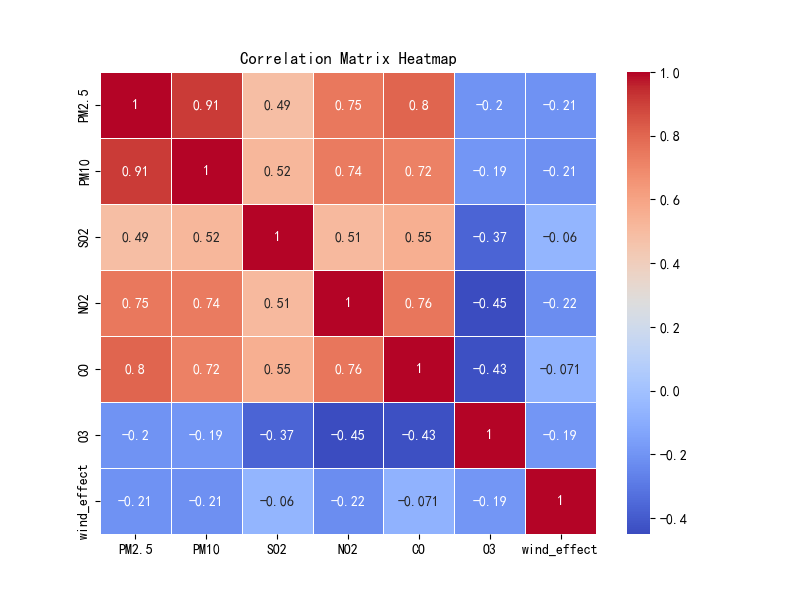 Correlation Matrix Heatmap
PM2.5 1 0.91 0.49 0.75 0.8 -0.2 -0.21
PM10 0.91 1 0.52 0.74 0.72 -0.19 -0.21
SO2 0.49 0.52 1 0.51 0.55 -0.37 -0.06
NO2 0.75 0.74 0.51 1 0.76 -0.45 -0.22
CO 0.8 0.72 0.55 0.76 1 -0.43 -0.071
O3 -0.2 -0.19 -0.37 -0.45 -0.43 1 -0.19
wind_effect -0.21 -0.21 -0.06 -0.22 -0.071 -0.19 1
PM2.5 PM10 SO2 NO2 CO O3 wind_effect
1.0
0.8
0.6
0.4
0.2
0.0
-0.2
-0.4